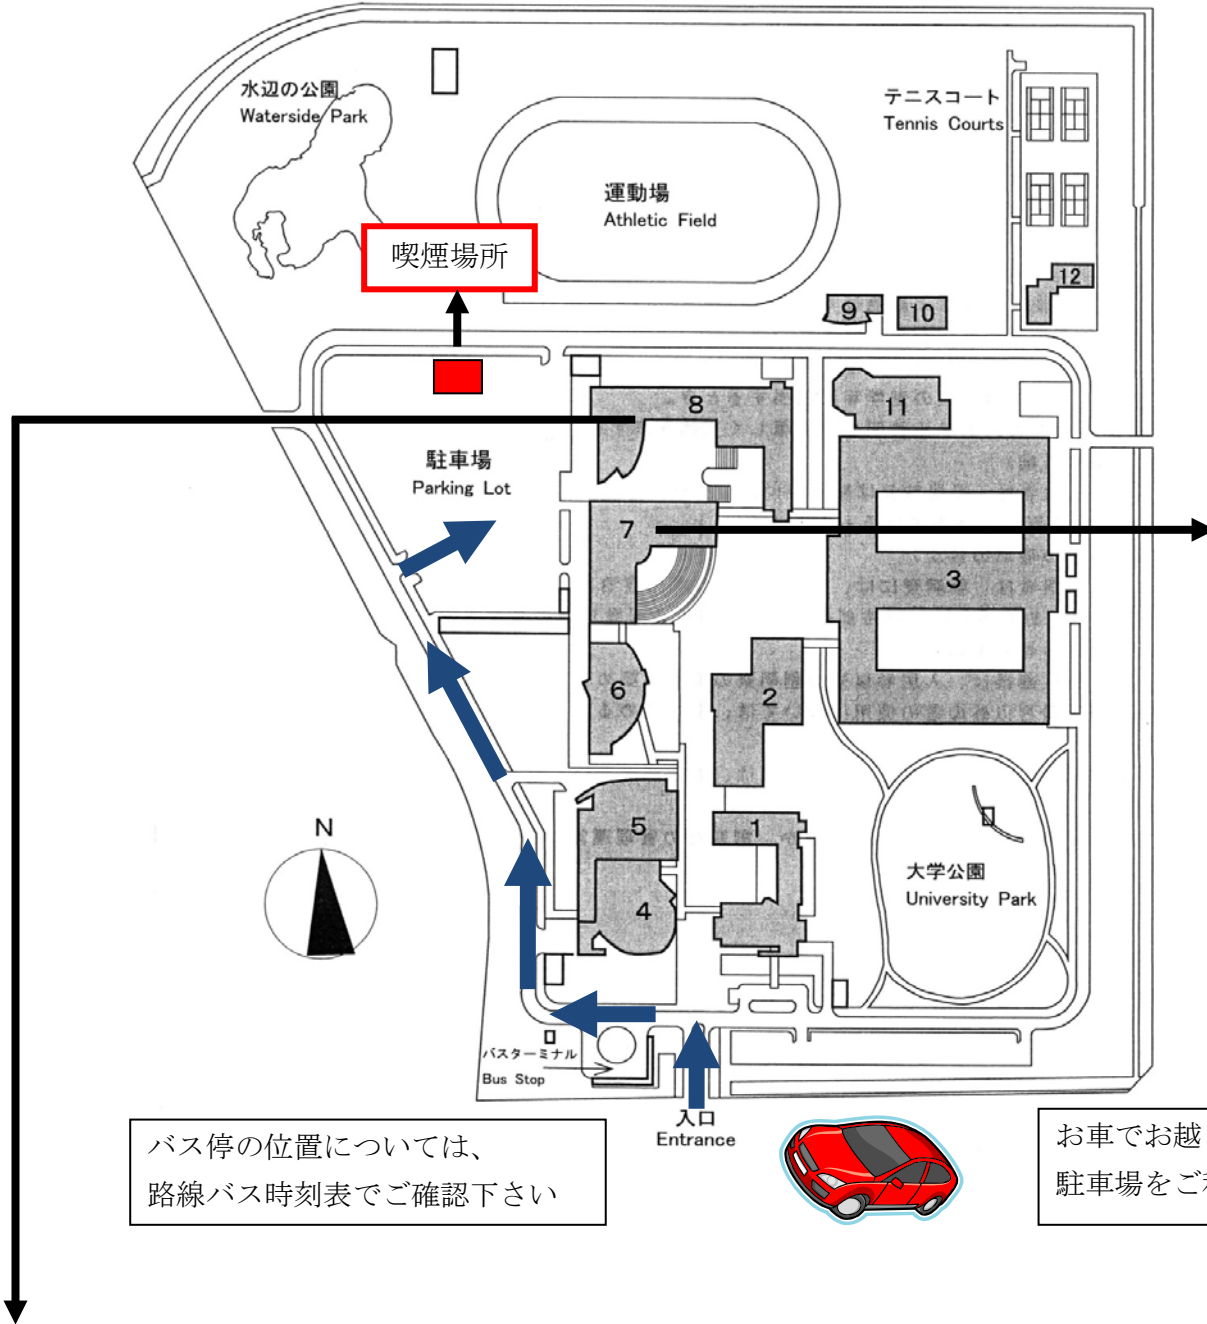 水辺の公園
Waterside Park
テニスコート
Tennis Courts
運動場
Athletic Field
喫煙場所
12
9
10
8
11
駐車場
Parking Lot
7
3
6
2
5
1
N
大学公園
University Park
4
バスターミナル
Bus Stop
入口
Entrance
バス停の位置については、
路線バス時刻表でご確認下さい
お車でお越
駐車場をご